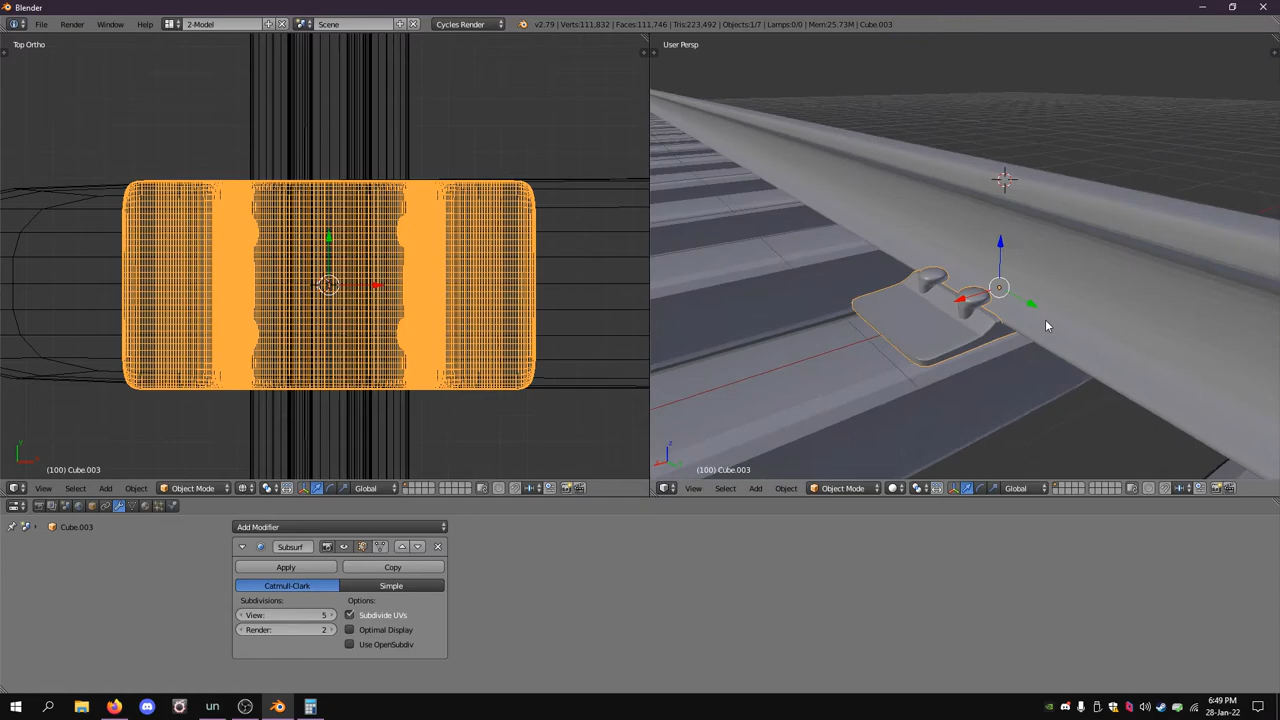 Blender
File Render Window Help 2-Model Scene Cycles Render v2.79 | Verts:111,832 | Faces:111,746 | Tris:223,492 | Objects:1/7 | Lamps:0/0 | Mem:25.73M | Cube.003
Top Ortho
User Persp
(100) Cube.003
(100) Cube.003
View Select Add Object Object Mode Global
View Select Add Object Object Mode Global
Cube.003
Add Modifier
Subsurf
Apply Copy
Catmull-Clark Simple
Subdivisions: Options:
View: 5 Subdivide UVs
Render: 2 Optimal Display
Use OpenSubdiv
un
6:49 PM
28-Jan-22